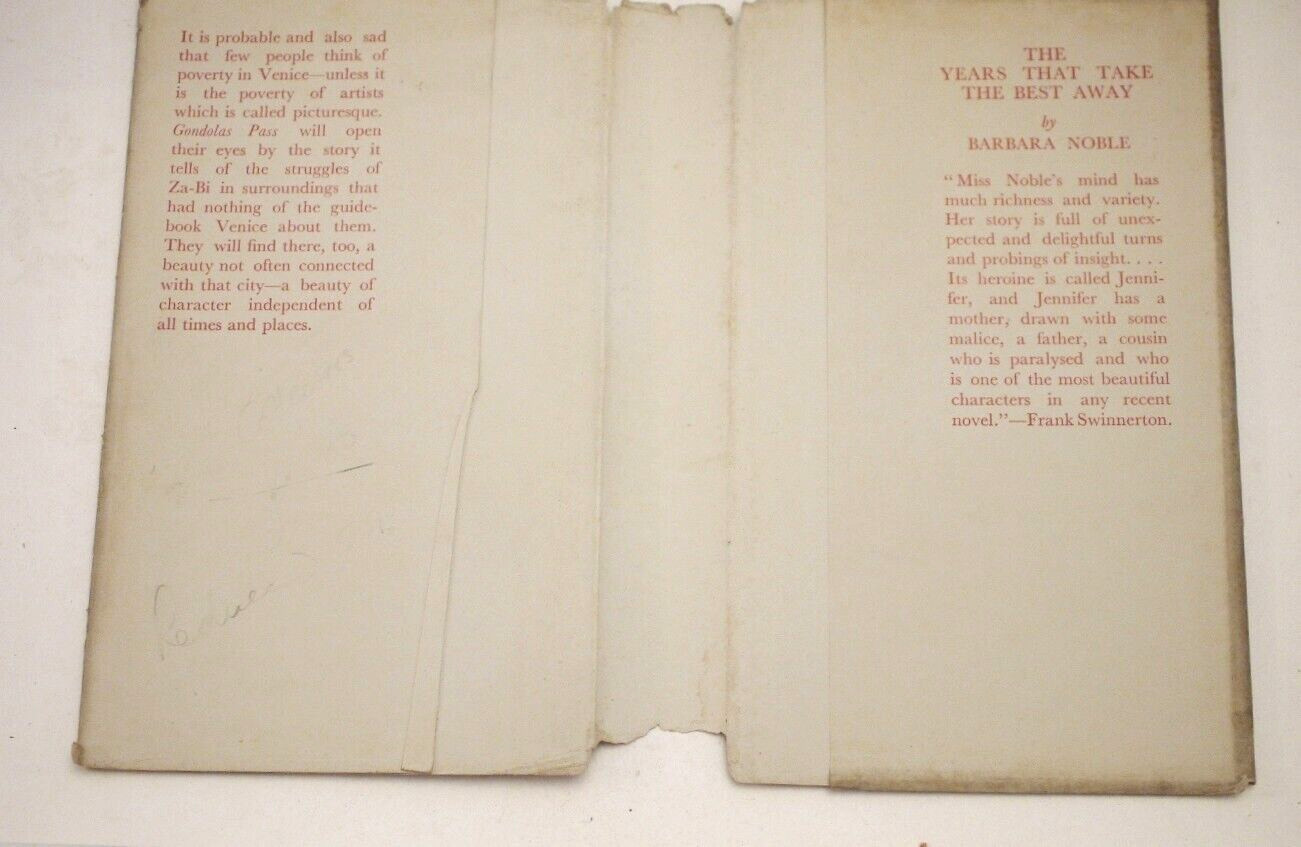 It is probable and also sad
that few people think of
poverty in Venice—unless it
is the poverty of artists
which is called picturesque.
Gondolas Pass will open
their eyes by the story it
tells of the struggles of
Za-Bi in surroundings that
had nothing of the guide-
book Venice about them.
They will find there, too, a
beauty not often connected
with that city—a beauty of
character independent of
all times and places.
THE
YEARS THAT TAKE
THE BEST AWAY
by
BARBARA NOBLE
“Miss Noble's mind has
much richness and variety.
Her story is full of unex-
pected and delightful turns
and probings of insight. . . .
Its heroine is called Jenni-
fer, and Jennifer has a
mother, drawn with some
malice, a father, a cousin
who is paralysed and who
is one of the most beautiful
characters in any recent
novel.”—Frank Swinnerton.